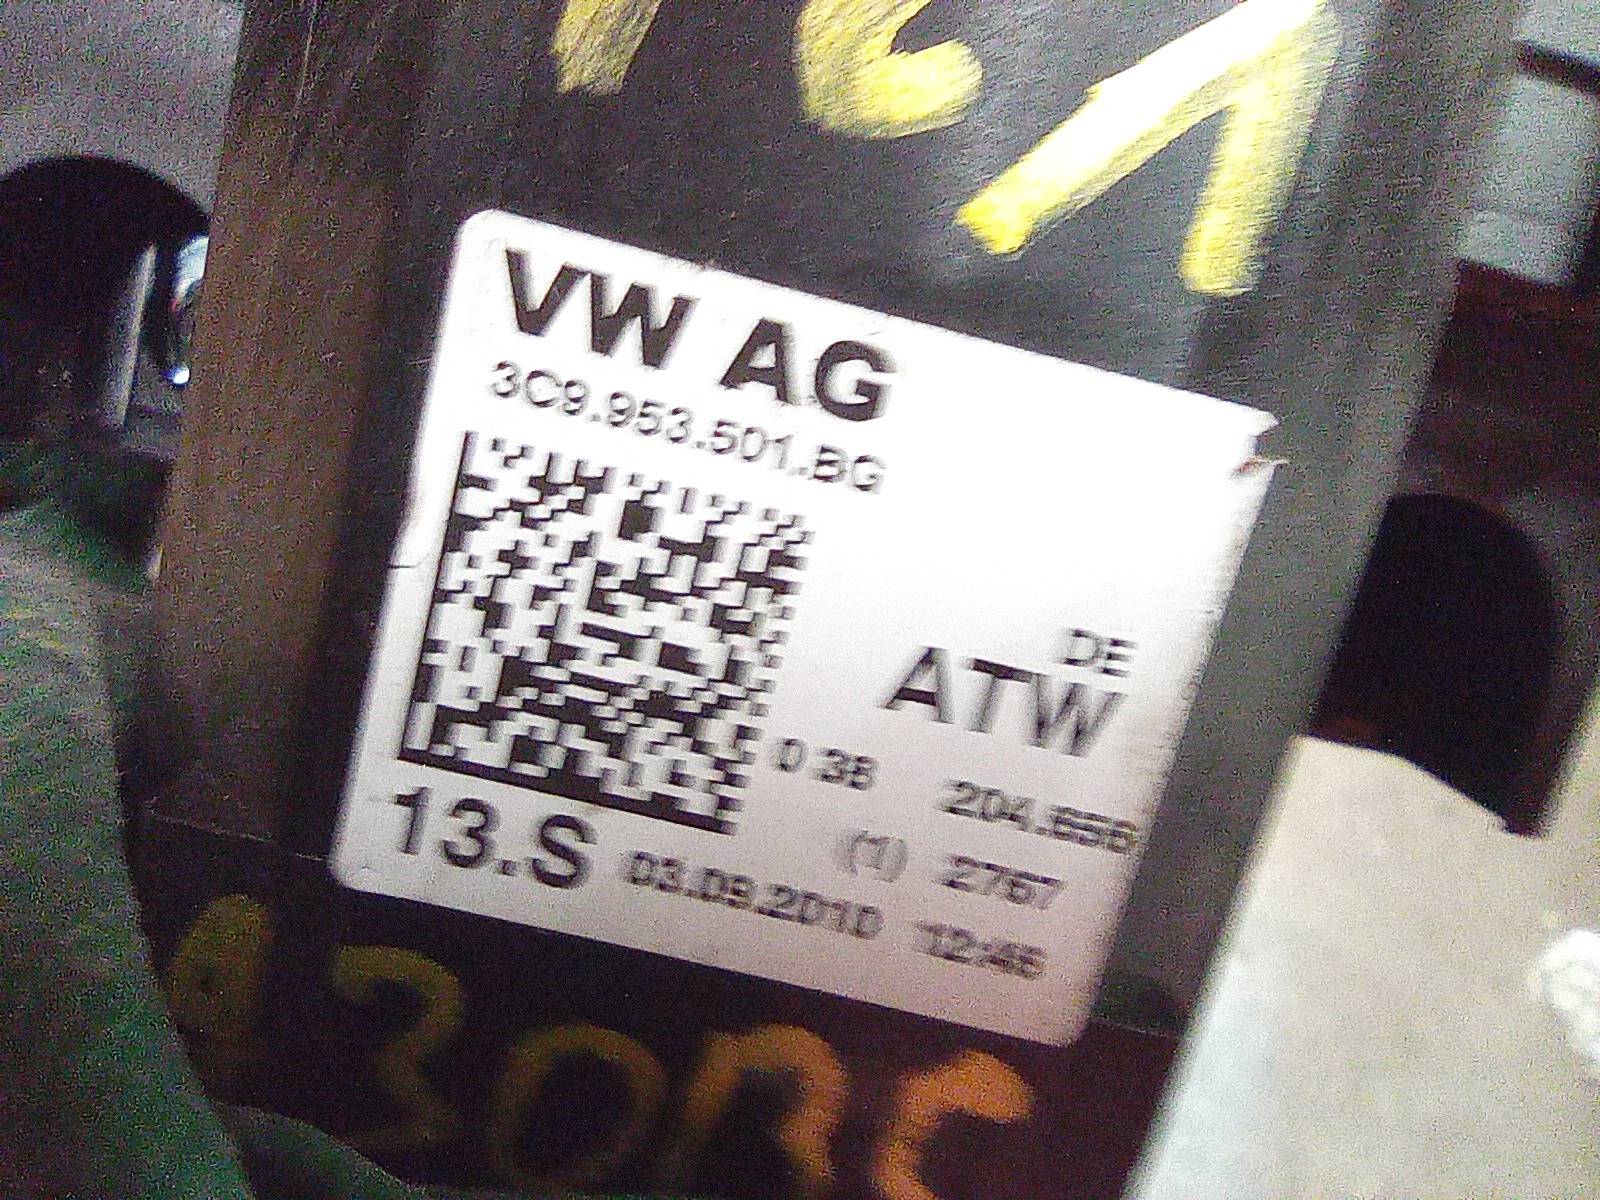 VW AG
3C9.953.501.BG
DE
ATW
0 38 204.656
(1) 2767
13.S 03.09.2010 12:46